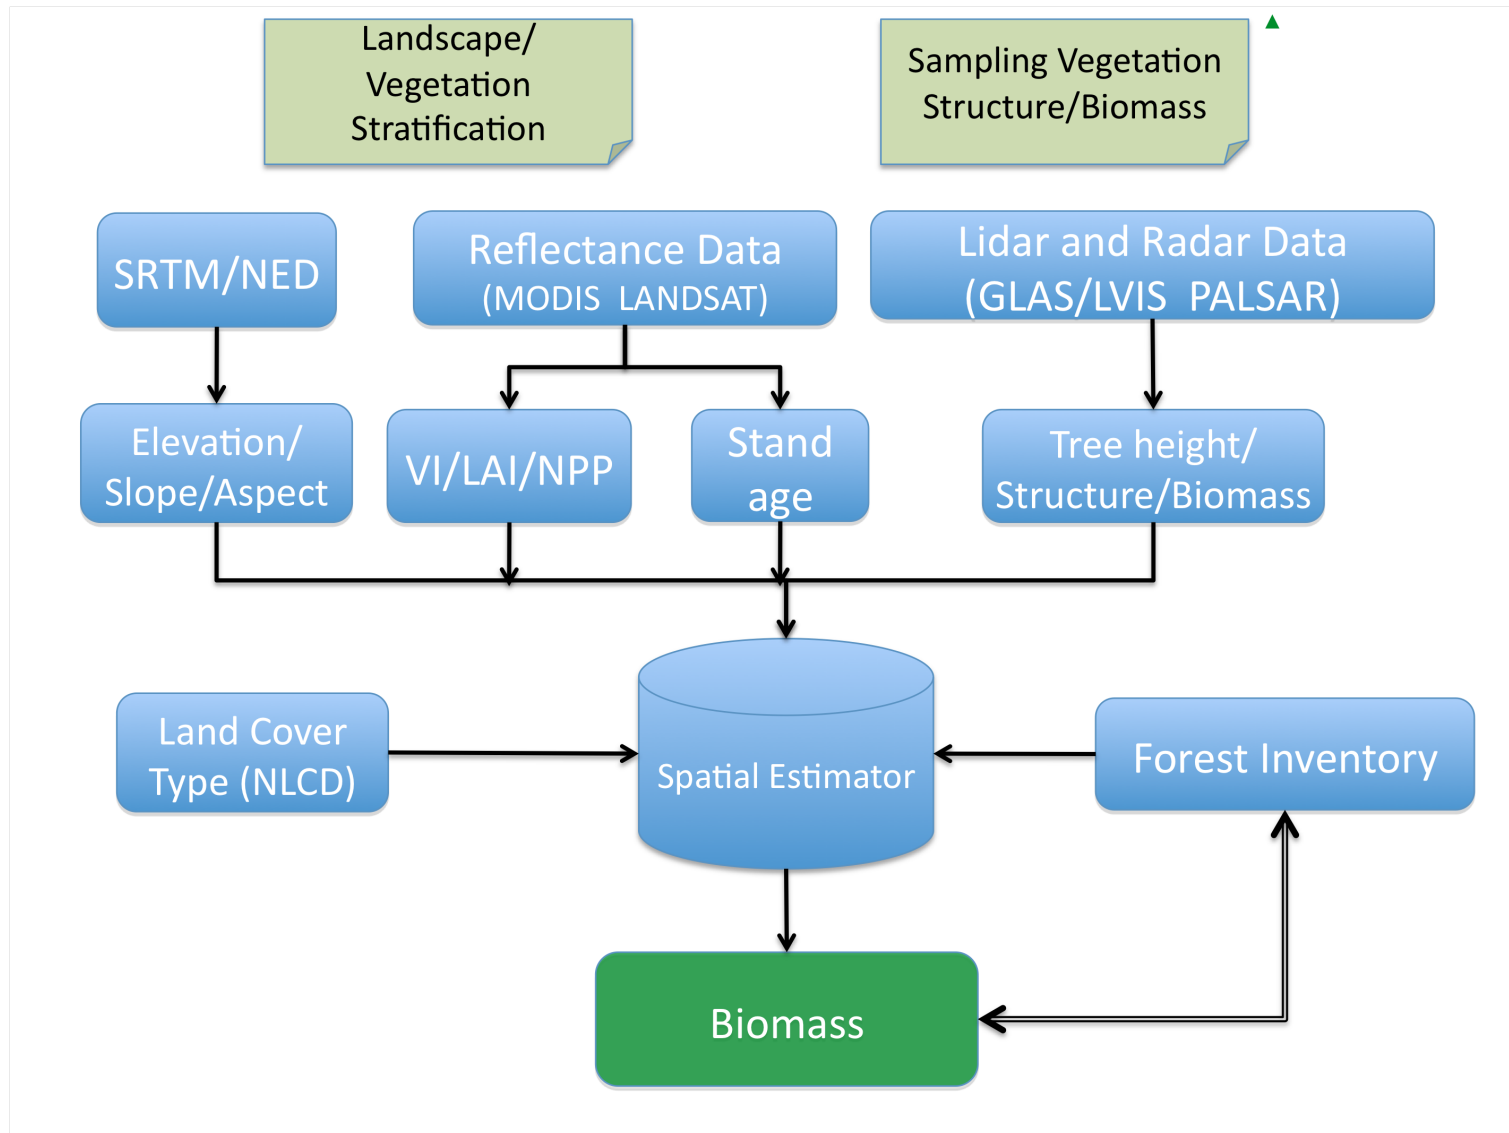 Landscape/
Vegetation
Stratification
Sampling Vegetation
Structure/Biomass
SRTM/NED
Reflectance Data
(MODIS LANDSAT)
Lidar and Radar Data
(GLAS/LVIS PALSAR)
Elevation/
Slope/Aspect
VI/LAI/NPP
Stand
age
Tree height/
Structure/Biomass
Land Cover
Type (NLCD)
Spatial Estimator
Forest Inventory
Biomass